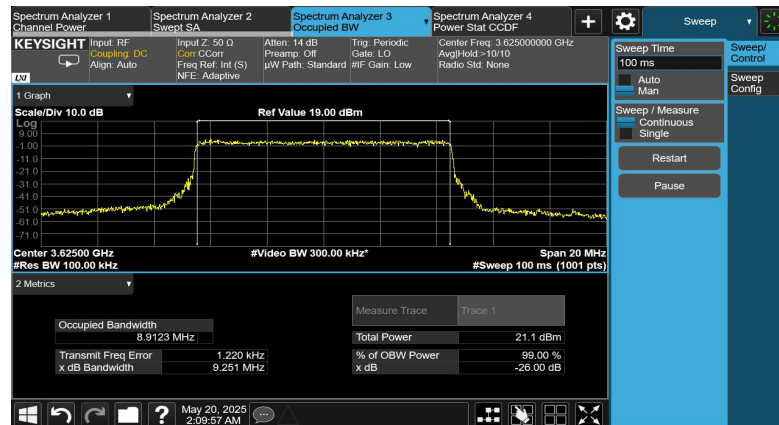 Spectrum Analyzer 1
Channel Power
Spectrum Analyzer 2
Swept SA
Spectrum Analyzer 3
Occupied BW
Spectrum Analyzer 4
Power Stat CCDF
Sweep
KEYSIGHT
LXI
Input: RF
Coupling: DC
Align: Auto
Input Z: 50 Ω
Corr CCorr
Freq Ref: Int (S)
NFE: Adaptive
Atten: 14 dB
Preamp: Off
µW Path: Standard
Trig: Periodic
Gate: LO
#IF Gain: Low
Center Freq: 3.625000000 GHz
Avg|Hold:>10/10
Radio Std: None
Sweep Time
100 ms
Auto
Man
Sweep / Measure
Continuous
Single
Restart
Pause
Sweep/
Control
Sweep
Config
1 Graph
Scale/Div 10.0 dB
Ref Value 19.00 dBm
Log
9.00
-1.00
-11.0
-21.0
-31.0
-41.0
-51.0
-61.0
-71.0
Center 3.62500 GHz
#Video BW 300.00 kHz*
Span 20 MHz
#Res BW 100.00 kHz
#Sweep 100 ms (1001 pts)
2 Metrics
Measure Trace
Trace 1
Occupied Bandwidth
8.9123 MHz
Total Power
21.1 dBm
Transmit Freq Error
1.220 kHz
% of OBW Power
99.00 %
x dB Bandwidth
9.251 MHz
x dB
-26.00 dB
?
May 20, 2025
2:09:57 AM